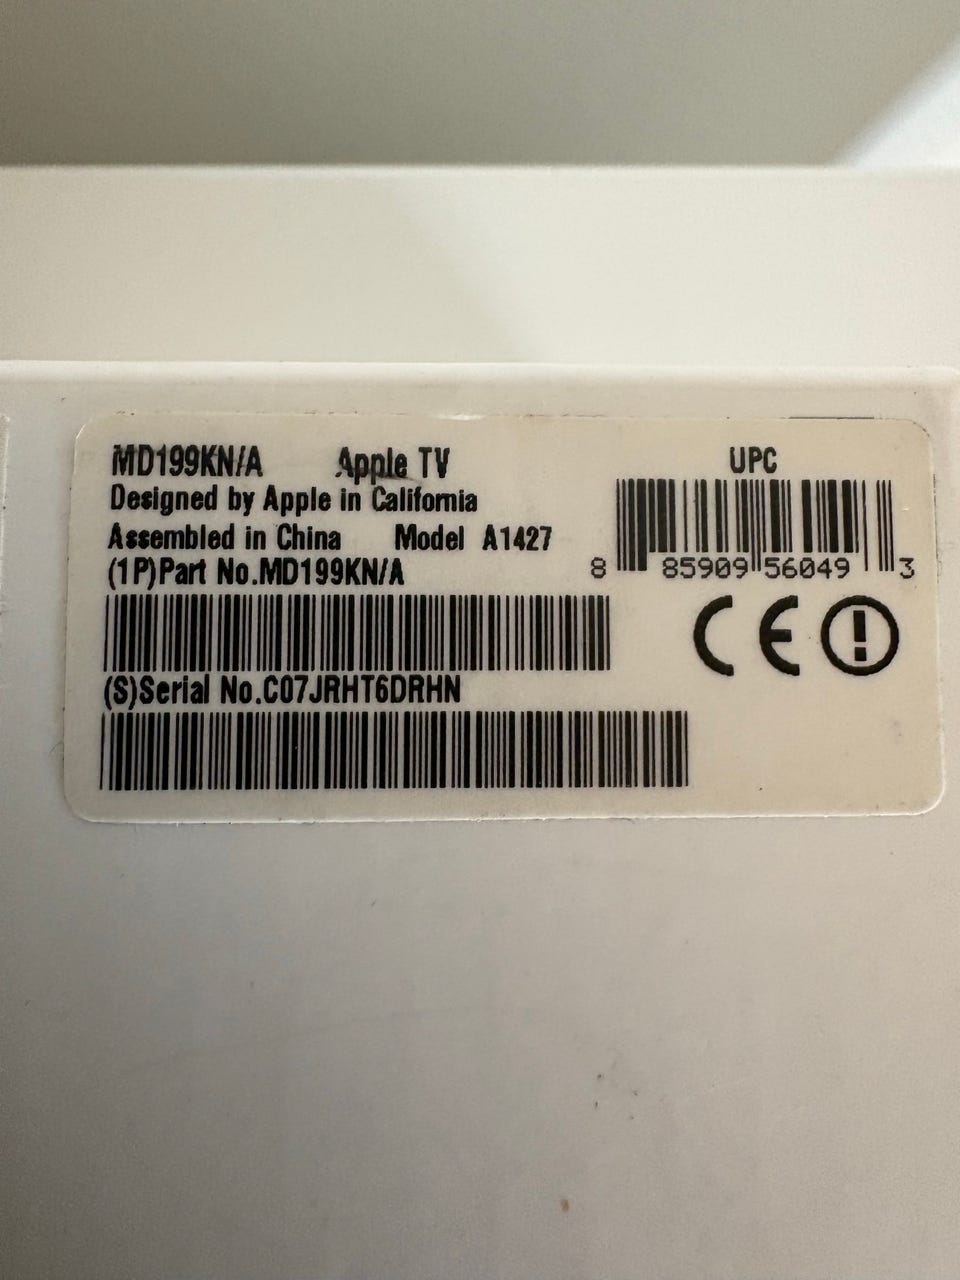 MD199KN/A Apple TV
Designed by Apple in California
Assembled in China Model A1427
(1P)Part No.MD199KN/A
(S)Serial No.C07JRHT6DRHN
UPC
8 85909 56049 3
CE